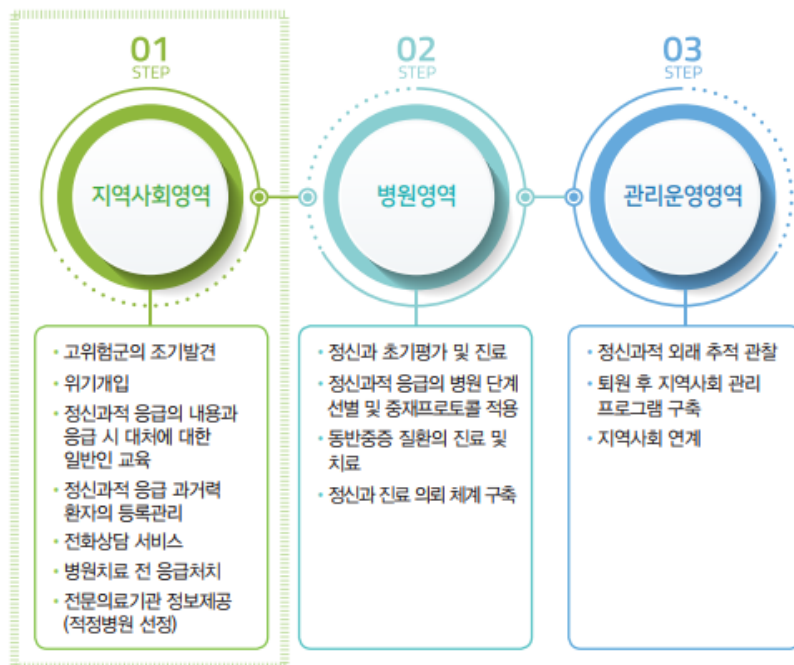 01
STEP
지역사회영역
• 고위험군의 조기발견
• 위기개입
• 정신과적 응급의 내용과
응급 시 대처에 대한
일반인 교육
• 정신과적 응급 과거력
환자의 등록관리
• 전화상담 서비스
• 병원치료 전 응급처치
• 전문의료기관 정보제공
(적정병원 선정)
02
STEP
병원영역
• 정신과 초기평가 및 진료
• 정신과적 응급의 병원 단계
선별 및 중재프로토콜 적용
• 동반중증 질환의 진료 및
치료
• 정신과 진료 의뢰 체계 구축
03
STEP
관리운영영역
• 정신과적 외래 추적 관찰
• 퇴원 후 지역사회 관리
프로그램 구축
• 지역사회 연계